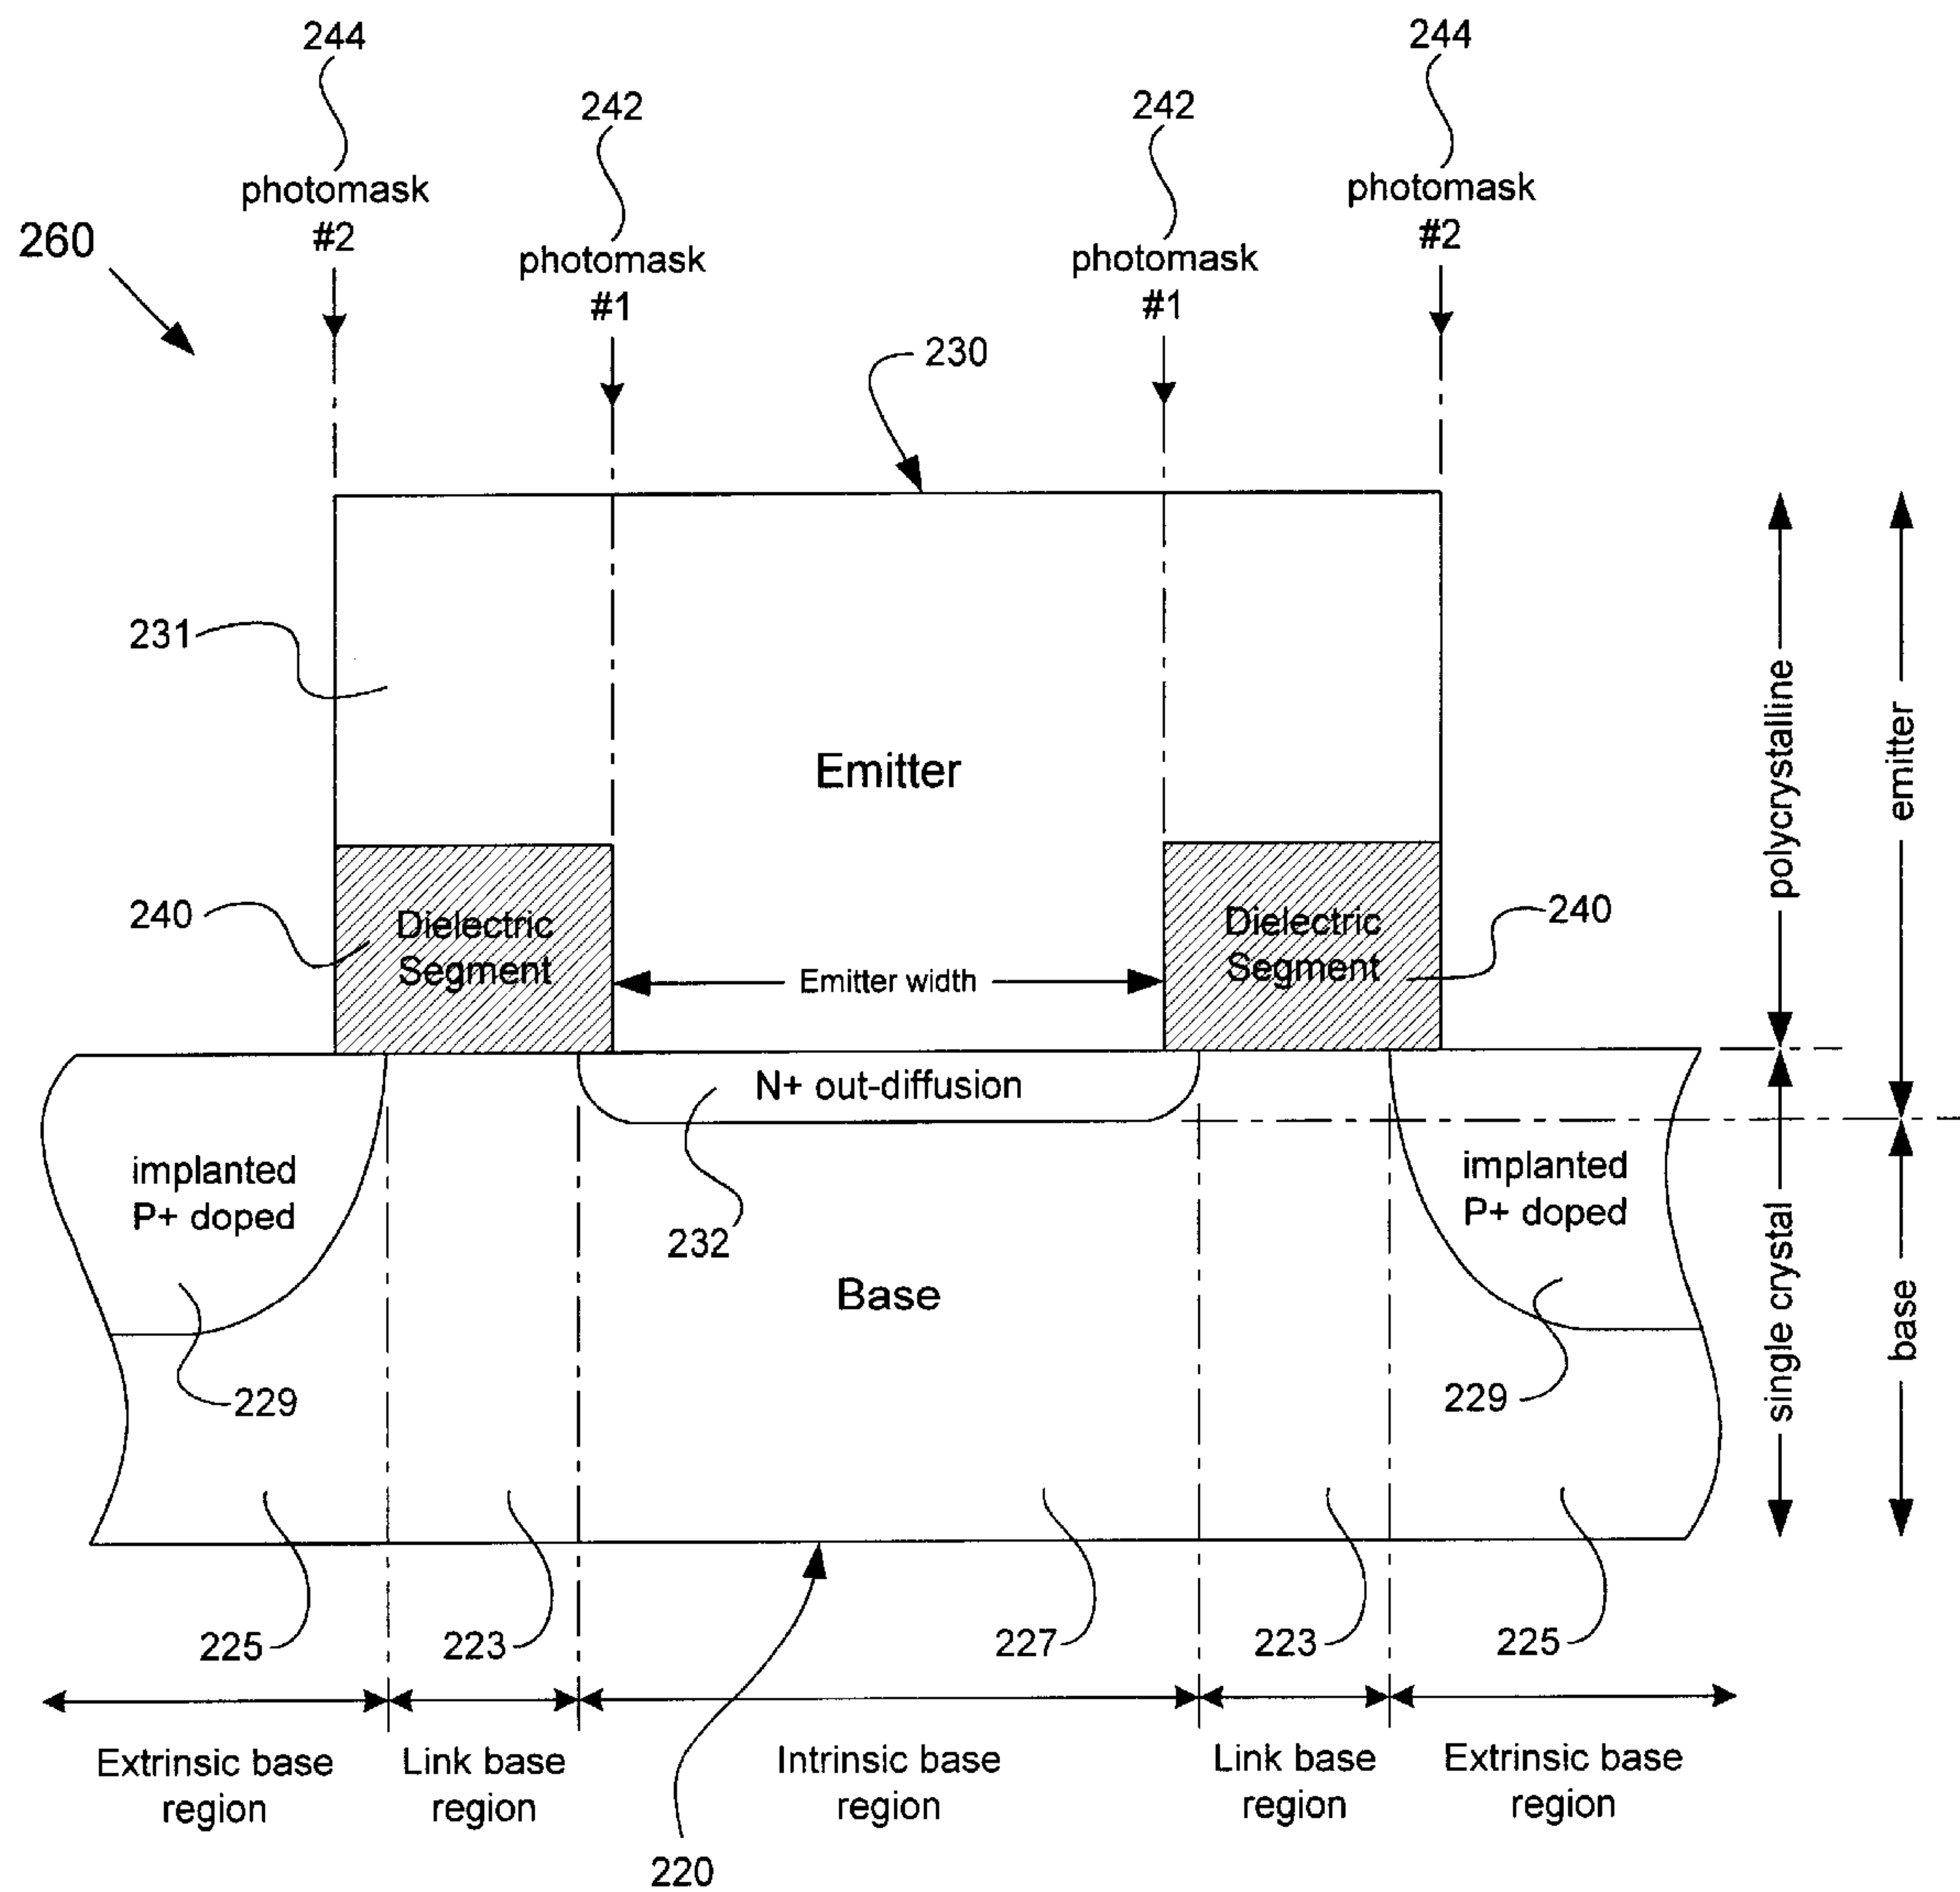 244
244
242
242
photomask
#2
photomask
#2
260
photomask
#1
photomask
#1
230
231
Emitter
polycrystalline
emitter
240
Dielectric
Segment
Dielectric
Segment
240
Emitter width
N+ out-diffusion
implanted
P+ doped
232
implanted
P+ doped
Base
single crystal
base
229
229
225
223
227
223
225
Extrinsic base
region
Link base
region
Intrinsic base
region
Link base
region
Extrinsic base
region
220